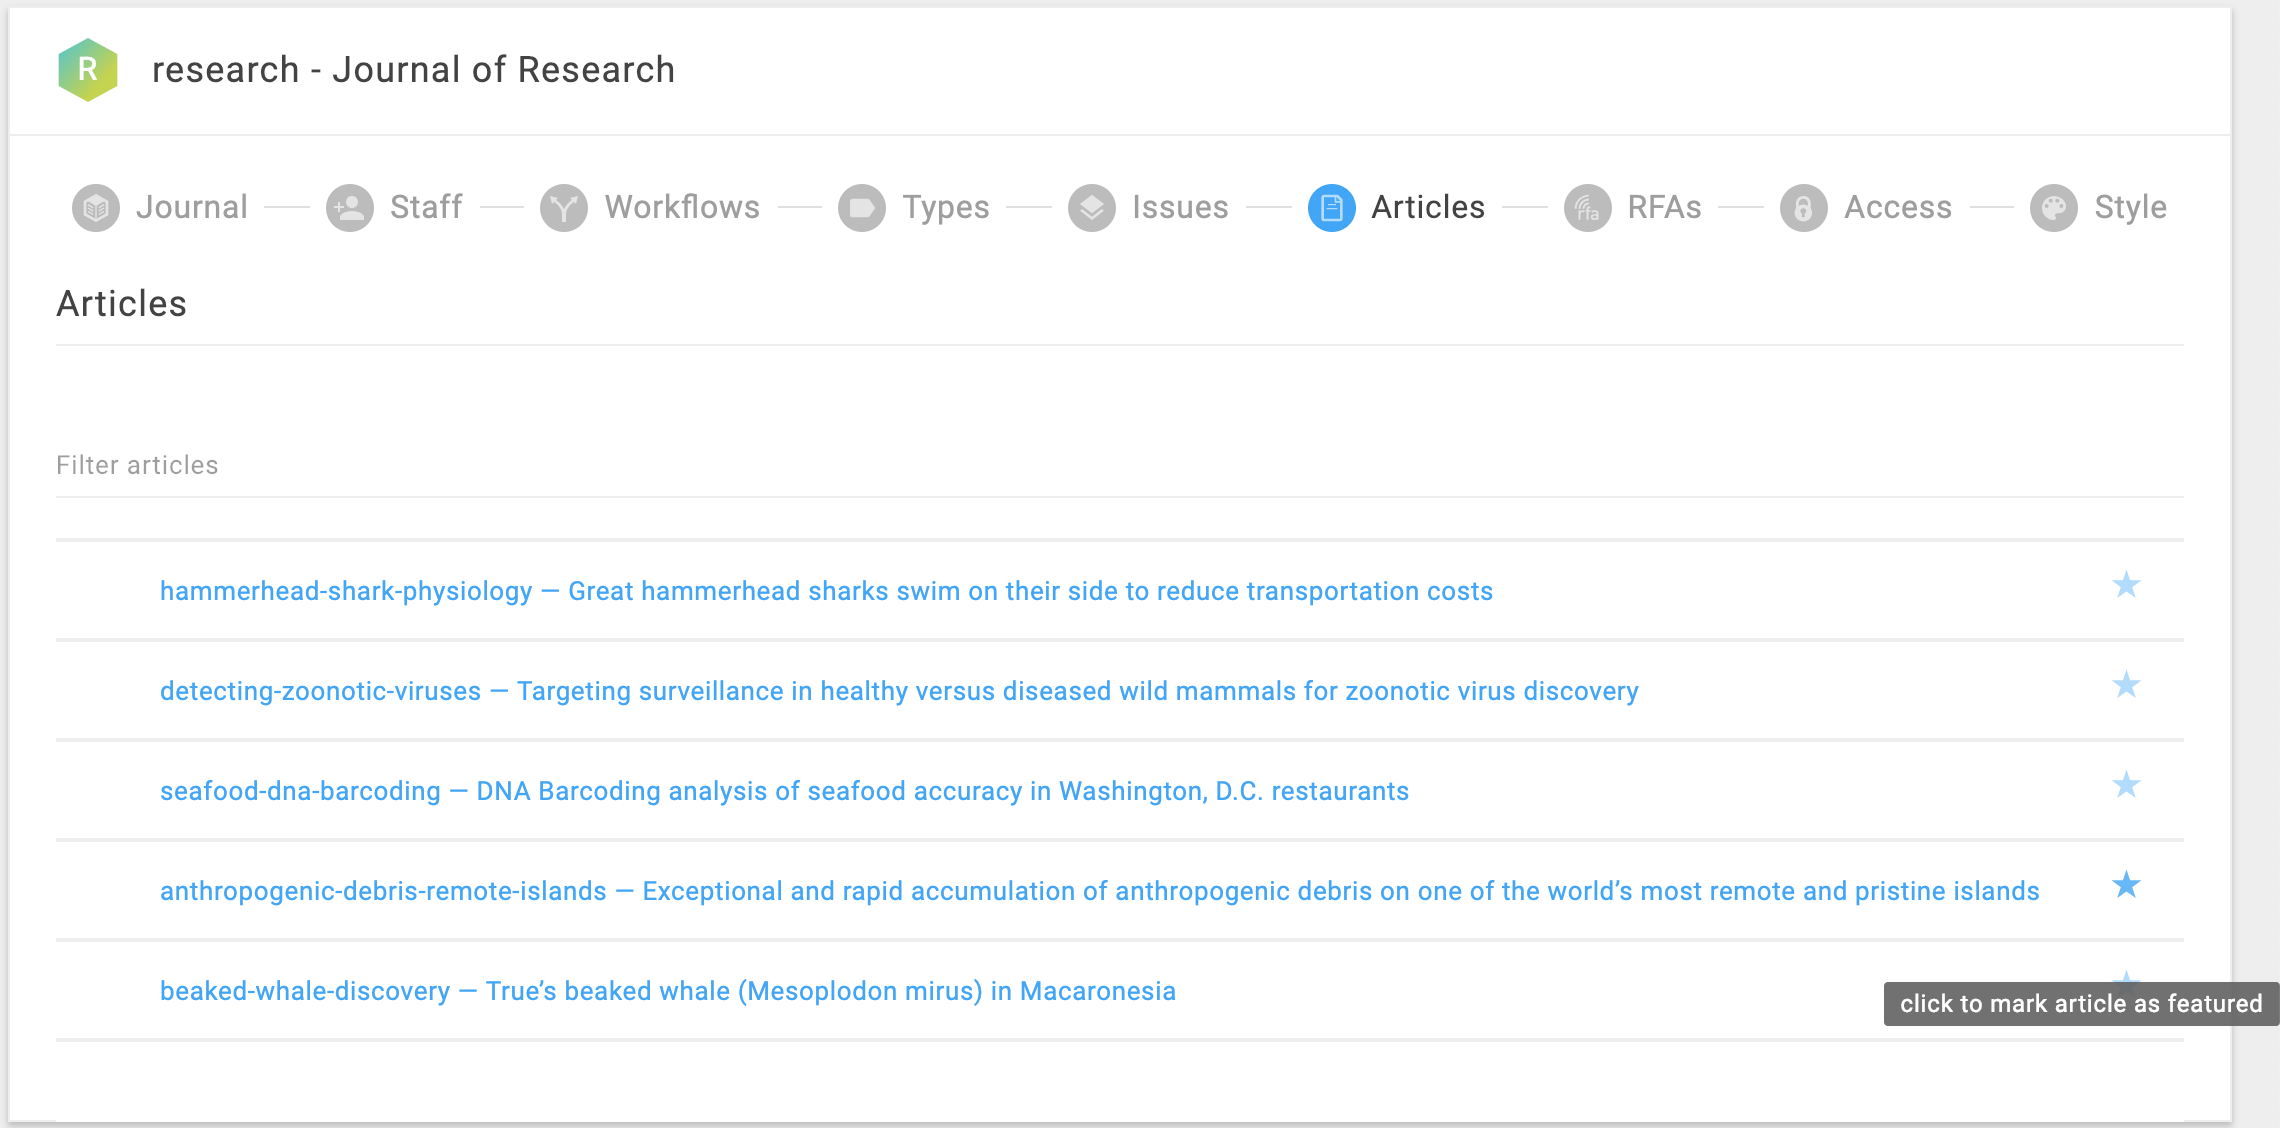 R
research - Journal of Research
Journal Staff Workflows Types Issues Articles rfa RFAs Access Style
Articles
Filter articles
hammerhead-shark-physiology — Great hammerhead sharks swim on their side to reduce transportation costs
detecting-zoonotic-viruses — Targeting surveillance in healthy versus diseased wild mammals for zoonotic virus discovery
seafood-dna-barcoding — DNA Barcoding analysis of seafood accuracy in Washington, D.C. restaurants
anthropogenic-debris-remote-islands — Exceptional and rapid accumulation of anthropogenic debris on one of the world’s most remote and pristine islands
beaked-whale-discovery — True’s beaked whale (Mesoplodon mirus) in Macaronesia
click to mark article as featured